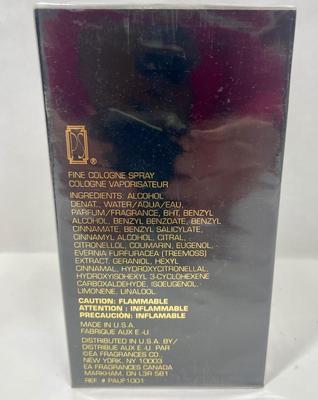 PS
®
FINE COLOGNE SPRAY
COLOGNE VAPORISATEUR
INGREDIENTS: ALCOHOL
DENAT., WATER/AQUA/EAU,
PARFUM/FRAGRANCE, BHT, BENZYL
ALCOHOL, BENZYL BENZOATE, BENZYL
CINNAMATE, BENZYL SALICYLATE,
CINNAMYL ALCOHOL, CITRAL,
CITRONELLOL, COUMARIN, EUGENOL,
EVERNIA FURFURACEA (TREEMOSS)
EXTRACT, GERANIOL, HEXYL
CINNAMAL, HYDROXYCITRONELLAL,
HYDROXYISOHEXYL 3-CYCLOHEXENE
CARBOXALDEHYDE, ISOEUGENOL,
LIMONENE, LINALOOL.
CAUTION: FLAMMABLE
ATTENTION : INFLAMMABLE
PRECAUCIÓN: INFLAMABLE
MADE IN U.S.A.
FABRIQUE AUX E.-U.
DISTRIBUTED IN U.S.A. BY/
DISTRIBUE AUX E.-U. PAR
©EA FRAGRANCES CO.,
NEW YORK, NY 10003
EA FRAGRANCES CANADA
MARKHAM, ON L3R 5B1
REF. # PAUF1001